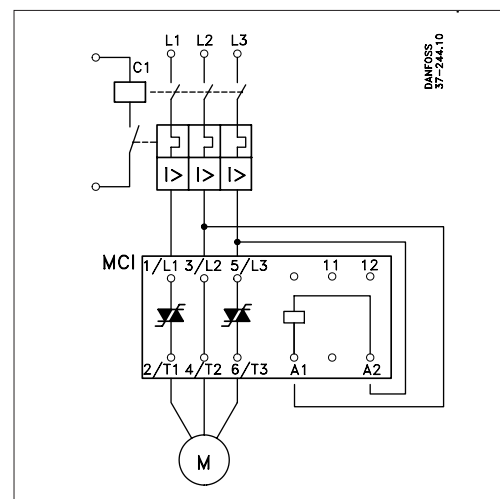 L1 L2 L3
C1
DANFOSS
37-244.10
I> I> I>
MCI
1/L1 3/L2 5/L3 11 12
2/T1 4/T2 6/T3 A1 A2
M